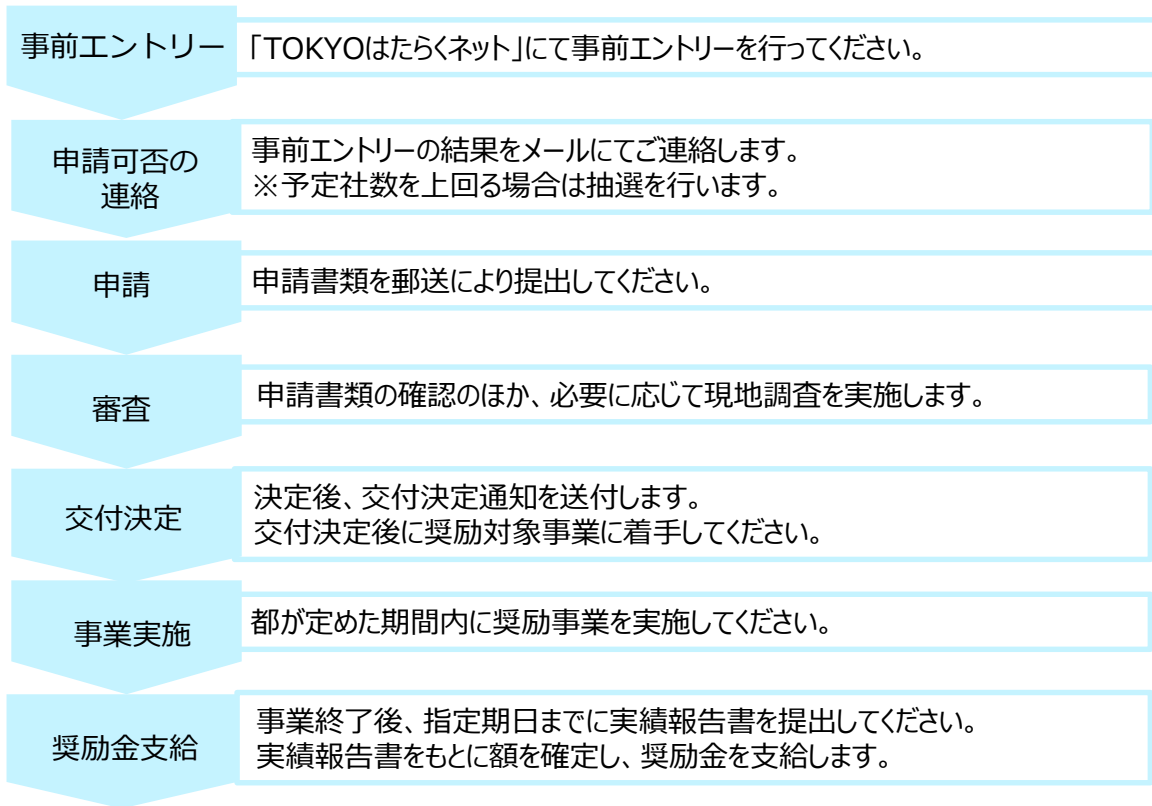 事前エントリー
「TOKYOはたらくネット」にて事前エントリーを行ってください。
申請可否の
連絡
事前エントリーの結果をメールにてご連絡します。
※予定社数を上回る場合は抽選を行います。
申請
申請書類を郵送により提出してください。
審査
申請書類の確認のほか、必要に応じて現地調査を実施します。
交付決定
決定後、交付決定通知を送付します。
交付決定後に奨励対象事業に着手してください。
事業実施
都が定めた期間内に奨励事業を実施してください。
奨励金支給
事業終了後、指定期日までに実績報告書を提出してください。
実績報告書をもとに額を確定し、奨励金を支給します。